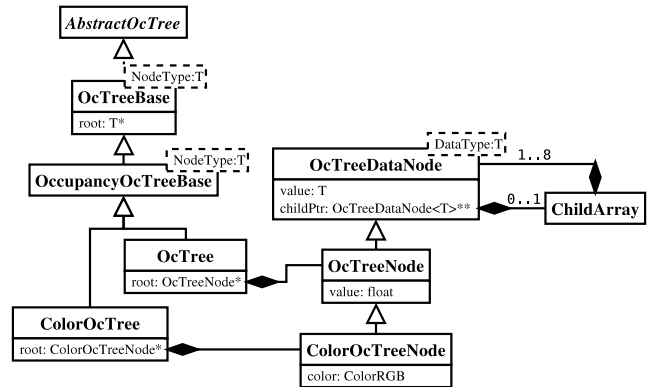 AbstractOcTree
NodeType:T
OcTreeBase
root: T*
NodeType:T
OccupancyOcTreeBase
DataType:T
OcTreeDataNode
value: T
childPtr: OcTreeDataNode<T>**
1..8
0..1
ChildArray
OcTree
root: OcTreeNode*
OcTreeNode
value: float
ColorOcTree
root: ColorOcTreeNode*
ColorOcTreeNode
color: ColorRGB